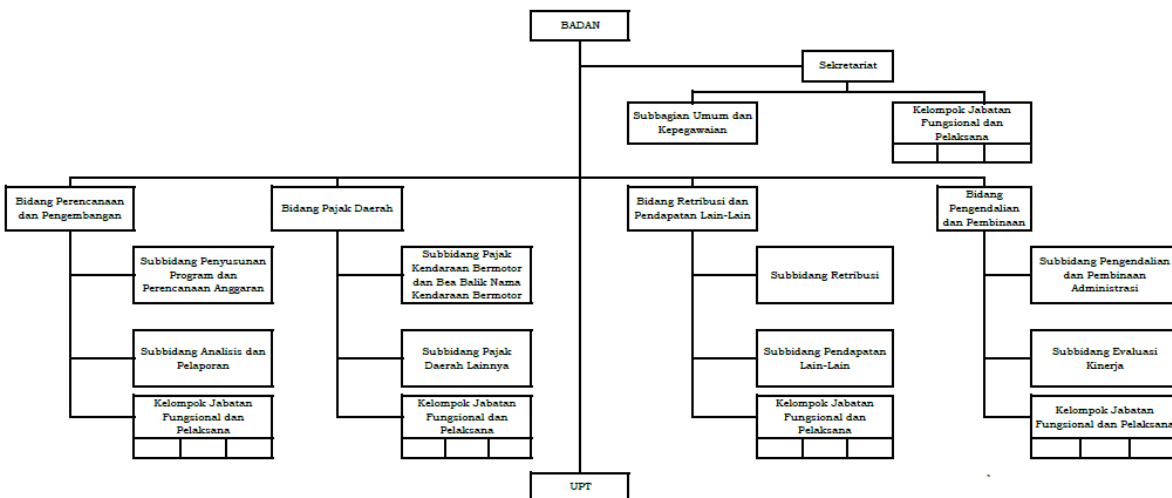 BADAN
Sekretariat
Subbagian Umum dan
Kepegawaian
Kelompok Jabatan
Fungsional dan
Pelaksana
Bidang Perencanaan
dan Pengembangan
Bidang Pajak Daerah
Bidang Retribusi dan
Pendapatan Lain-Lain
Bidang
Pengendalian
dan Pembinaan
Subbidang Penyusunan
Program dan
Perencanaan Anggaran
Subbidang Pajak
Kendaraan Bermotor
dan Bea Balik Nama
Kendaraan Bermotor
Subbidang Retribusi
Subbidang Pengendalian
dan Pembinaan
Administrasi
Subbidang Analisis dan
Pelaporan
Subbidang Pajak
Daerah Lainnya
Subbidang Pendapatan
Lain-Lain
Subbidang Evaluasi
Kinerja
Kelompok Jabatan
Fungsional dan
Pelaksana
Kelompok Jabatan
Fungsional dan
Pelaksana
Kelompok Jabatan
Fungsional dan
Pelaksana
Kelompok Jabatan
Fungsional dan Pelaksana
UPT